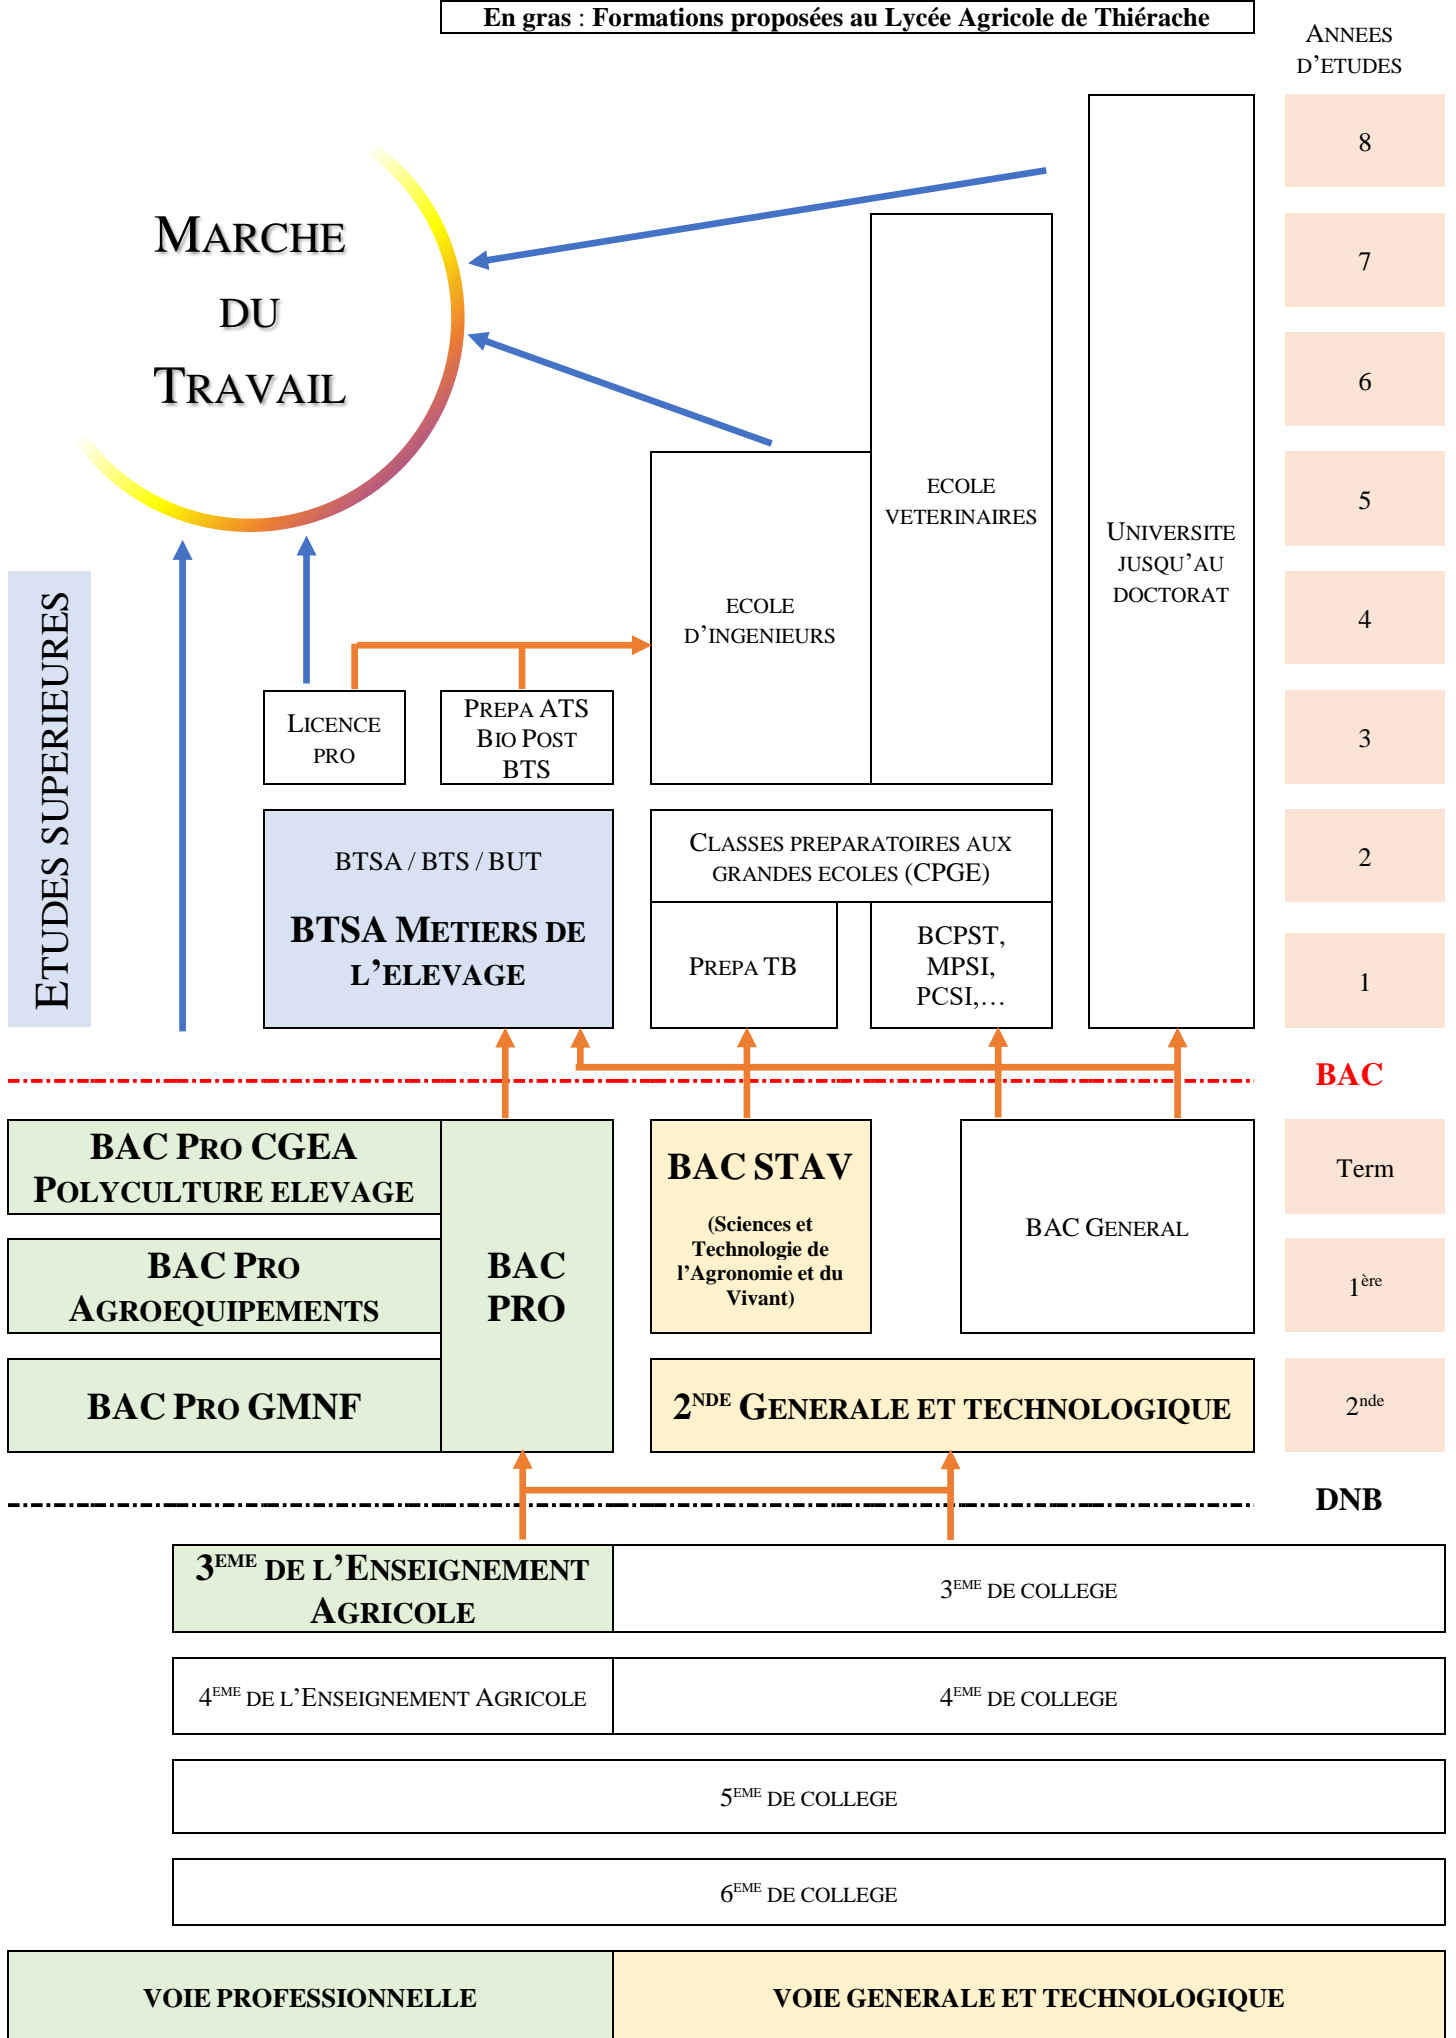 En gras : Formations proposées au Lycée Agricole de Thiérache
ANNEES
D’ETUDES
8
MARCHE
DU
TRAVAIL
7
6
ECOLE
VETERINAIRES
5
UNIVERSITE
JUSQU’AU
DOCTORAT
ETUDES SUPERIEURES
ECOLE
D’INGENIEURS
4
LICENCE
PRO
PREPA ATS
BIO POST
BTS
3
BTSA / BTS / BUT
BTSA METIERS DE
L’ELEVAGE
CLASSES PREPARATOIRES AUX
GRANDES ECOLES (CPGE)
2
PREPA TB
BCPST,
MPSI,
PCSI,…
1
BAC
BAC PRO CGEA
POLYCULTURE ELEVAGE
BAC STAV
(Sciences et
Technologie de
l’Agronomie et du
Vivant)
BAC GENERAL
Term
BAC PRO
AGROEQUIPEMENTS
BAC
PRO
1ère
BAC PRO GMNF
2NDE GENERALE ET TECHNOLOGIQUE
2nde
DNB
3EME DE L’ENSEIGNEMENT
AGRICOLE
3EME DE COLLEGE
4EME DE L’ENSEIGNEMENT AGRICOLE
4EME DE COLLEGE
5EME DE COLLEGE
6EME DE COLLEGE
VOIE PROFESSIONNELLE
VOIE GENERALE ET TECHNOLOGIQUE